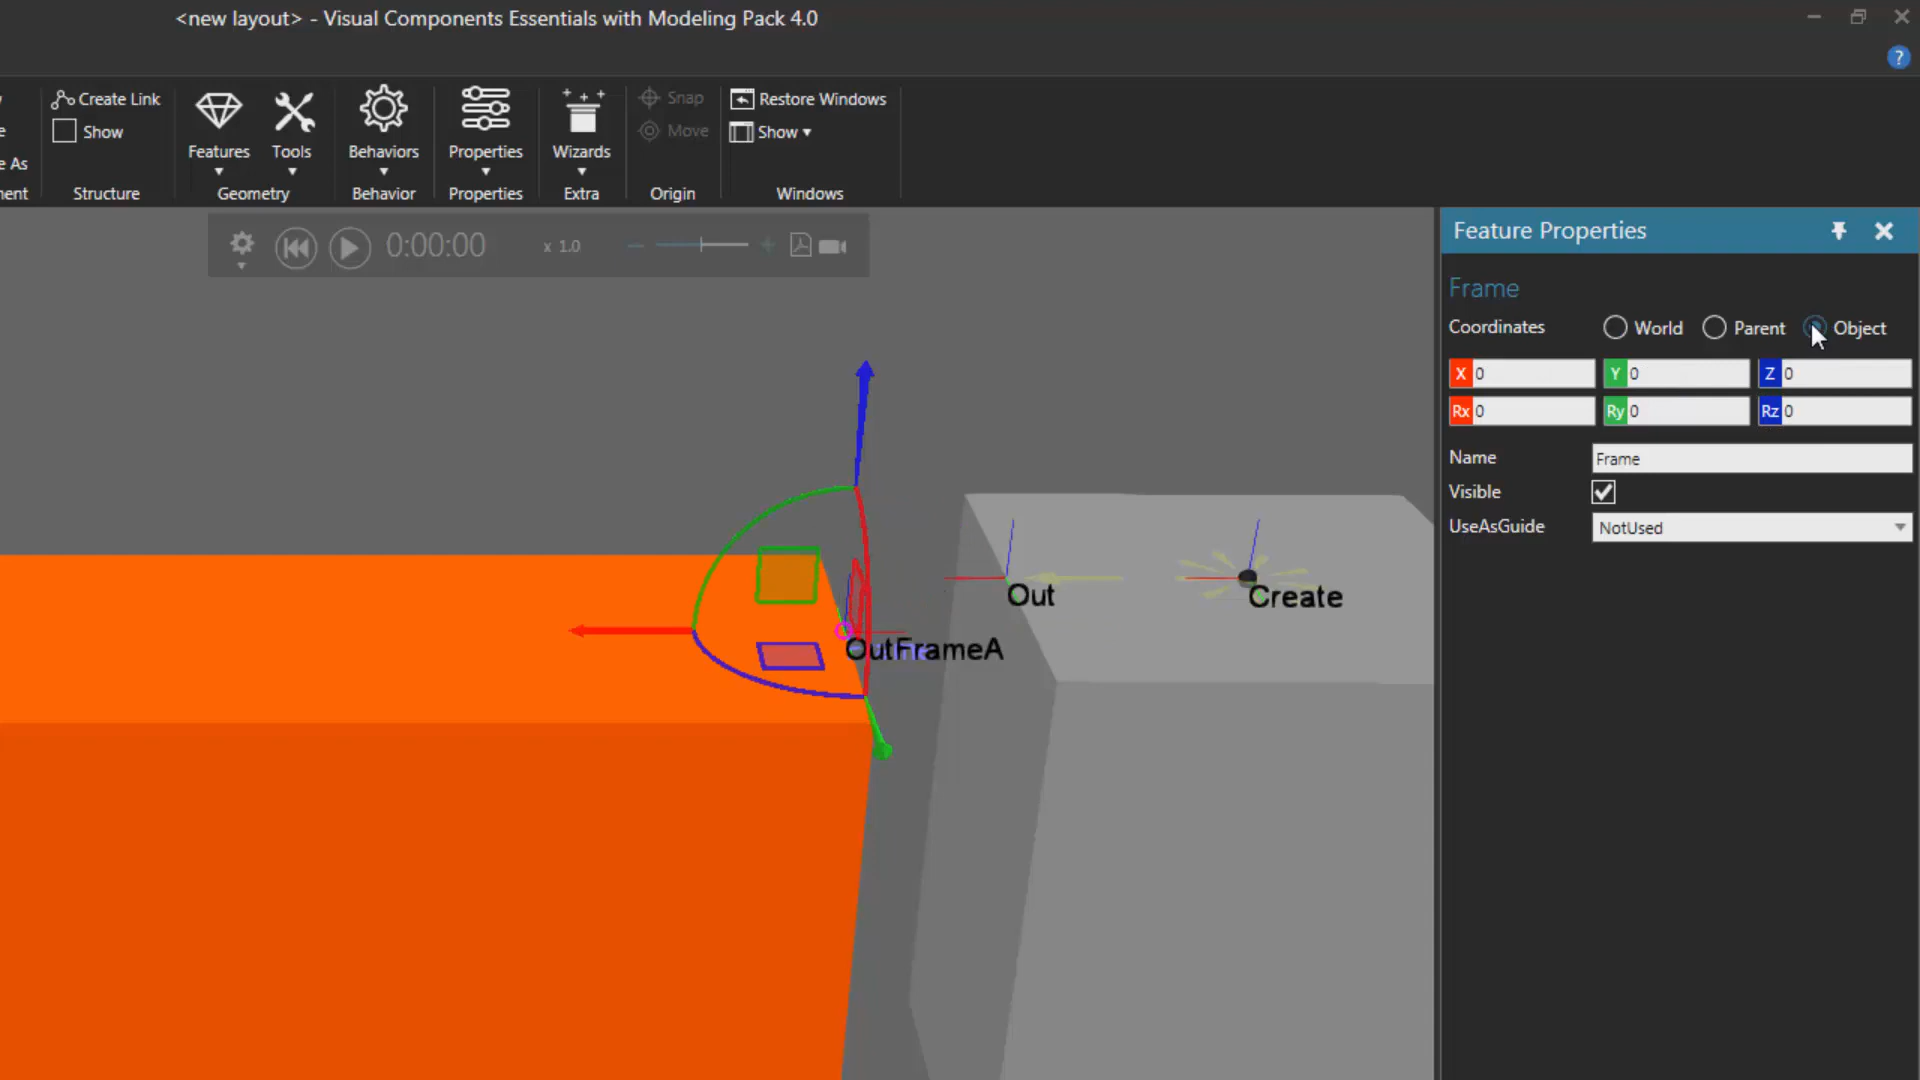 <new layout> - Visual Components Essentials with Modeling Pack 4.0
?
Create Link
Show
Structure
Features
Tools
Geometry
Behaviors
Behavior
Properties
Properties
Wizards
Extra
Snap
Move
Origin
Restore Windows
Show
Windows
e
e As
nent
0:00:00
x 1.0
Feature Properties
Frame
Coordinates World Parent Object
X 0 Y 0 Z 0
Rx 0 Ry 0 Rz 0
Name Frame
Visible
UseAsGuide NotUsed
Out
Create
OutFrameA